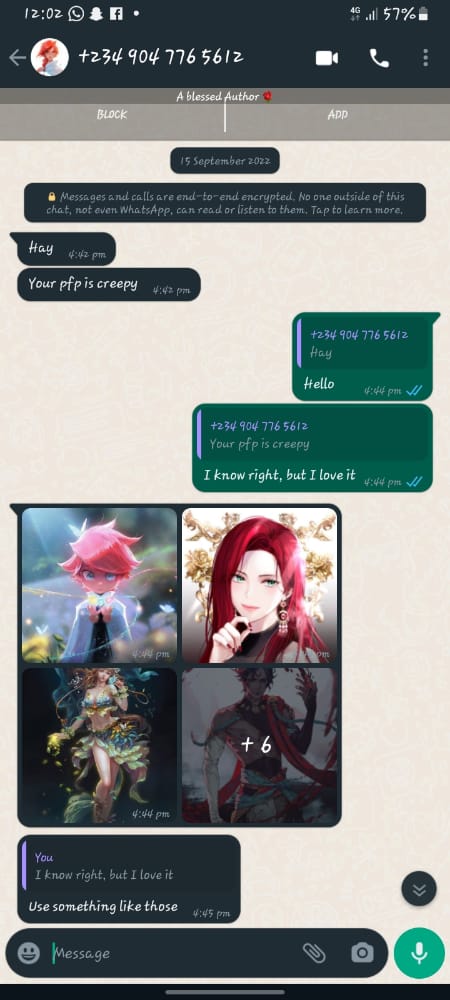 12:02
4G
57%
+234 904 776 5612
A blessed Author
BLOCK
ADD
15 September 2022
Messages and calls are end-to-end encrypted. No one outside of this
chat, not even WhatsApp, can read or listen to them. Tap to learn more.
Hay
4:42 pm
Your pfp is creepy
4:42 pm
+234 904 776 5612
Hay
Hello
4:44 pm
+234 904 776 5612
Your pfp is creepy
I know right, but I love it
4:44 pm
4:44 pm
pm
4:44 pm
+ 6
You
I know right, but I love it
Use something like those
4:45 pm
Message